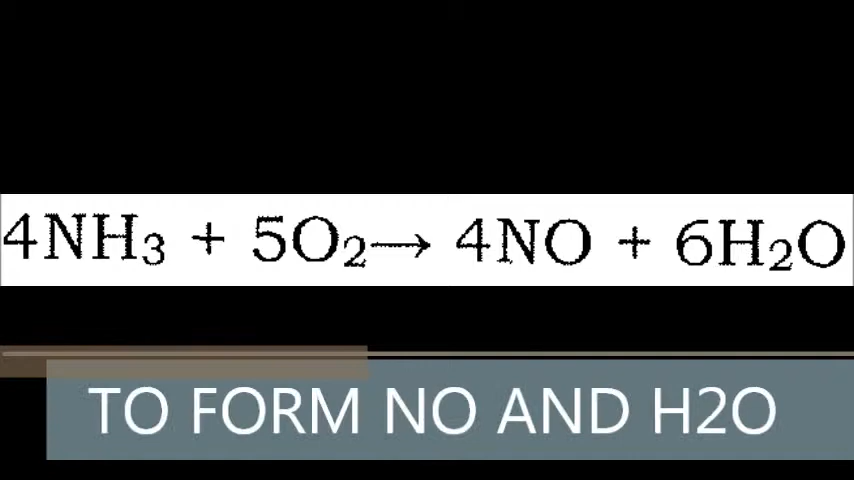 4NH₃ + 5O₂→ 4NO + 6H₂O
TO FORM NO AND H2O